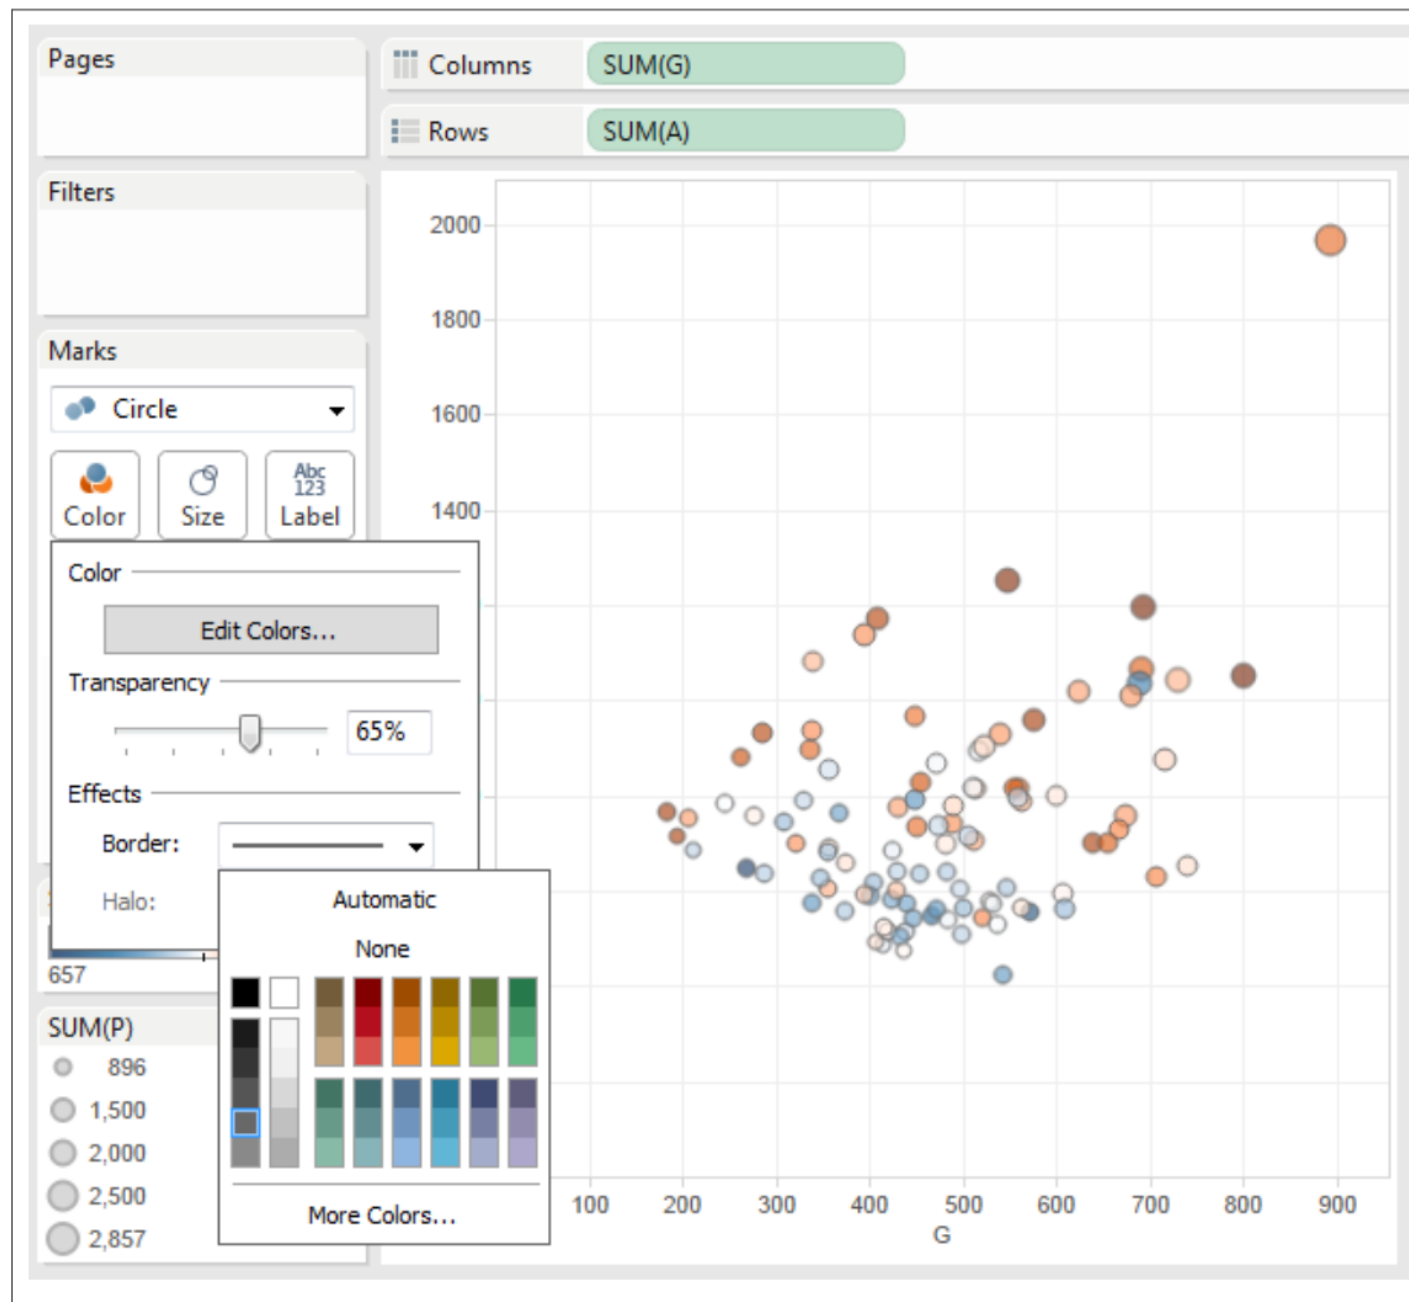 Pages
Columns
SUM(G)
Rows
SUM(A)
Filters
Marks
Circle
Color
Size
Abc
123
Label
Color
Edit Colors...
Transparency
65%
Effects
Border:
Halo:
Automatic
None
More Colors...
657
SUM(P)
896
1,500
2,000
2,500
2,857
2000
1800
1600
1400
100 200 300 400 500 600 700 800 900
G